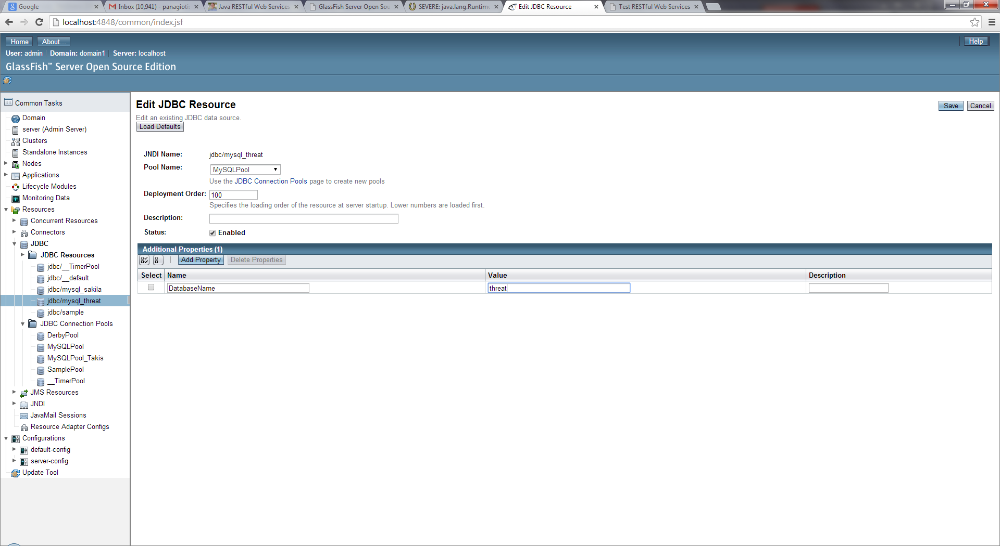 Google
Inbox (10,941) - panagioti
Java RESTful Web Services
GlassFish Server Open Sou
SEVERE: java.lang.Runtime
Edit JDBC Resource
Test RESTful Web Services
localhost:4848/common/index.jsf
Home
About...
Help
User: admin
Domain: domain1
Server: localhost
GlassFish™ Server Open Source Edition
Common Tasks
Domain
server (Admin Server)
Clusters
Standalone Instances
Nodes
Applications
Lifecycle Modules
Monitoring Data
Resources
Concurrent Resources
Connectors
JDBC
JDBC Resources
jdbc/__TimerPool
jdbc/__default
jdbc/mysql_sakila
jdbc/mysql_threat
jdbc/sample
JDBC Connection Pools
DerbyPool
MySQLPool
MySQLPool_Takis
SamplePool
__TimerPool
JMS Resources
JNDI
JavaMail Sessions
Resource Adapter Configs
Configurations
default-config
server-config
Update Tool
Edit JDBC Resource
Save
Cancel
Edit an existing JDBC data source.
Load Defaults
JNDI Name: jdbc/mysql_threat
Pool Name: MySQLPool
Use the JDBC Connection Pools page to create new pools
Deployment Order: 100
Specifies the loading order of the resource at server startup. Lower numbers are loaded first.
Description:
Status: Enabled
Additional Properties (1)
Add Property
Delete Properties
Select Name Value Description
DatabaseName threat